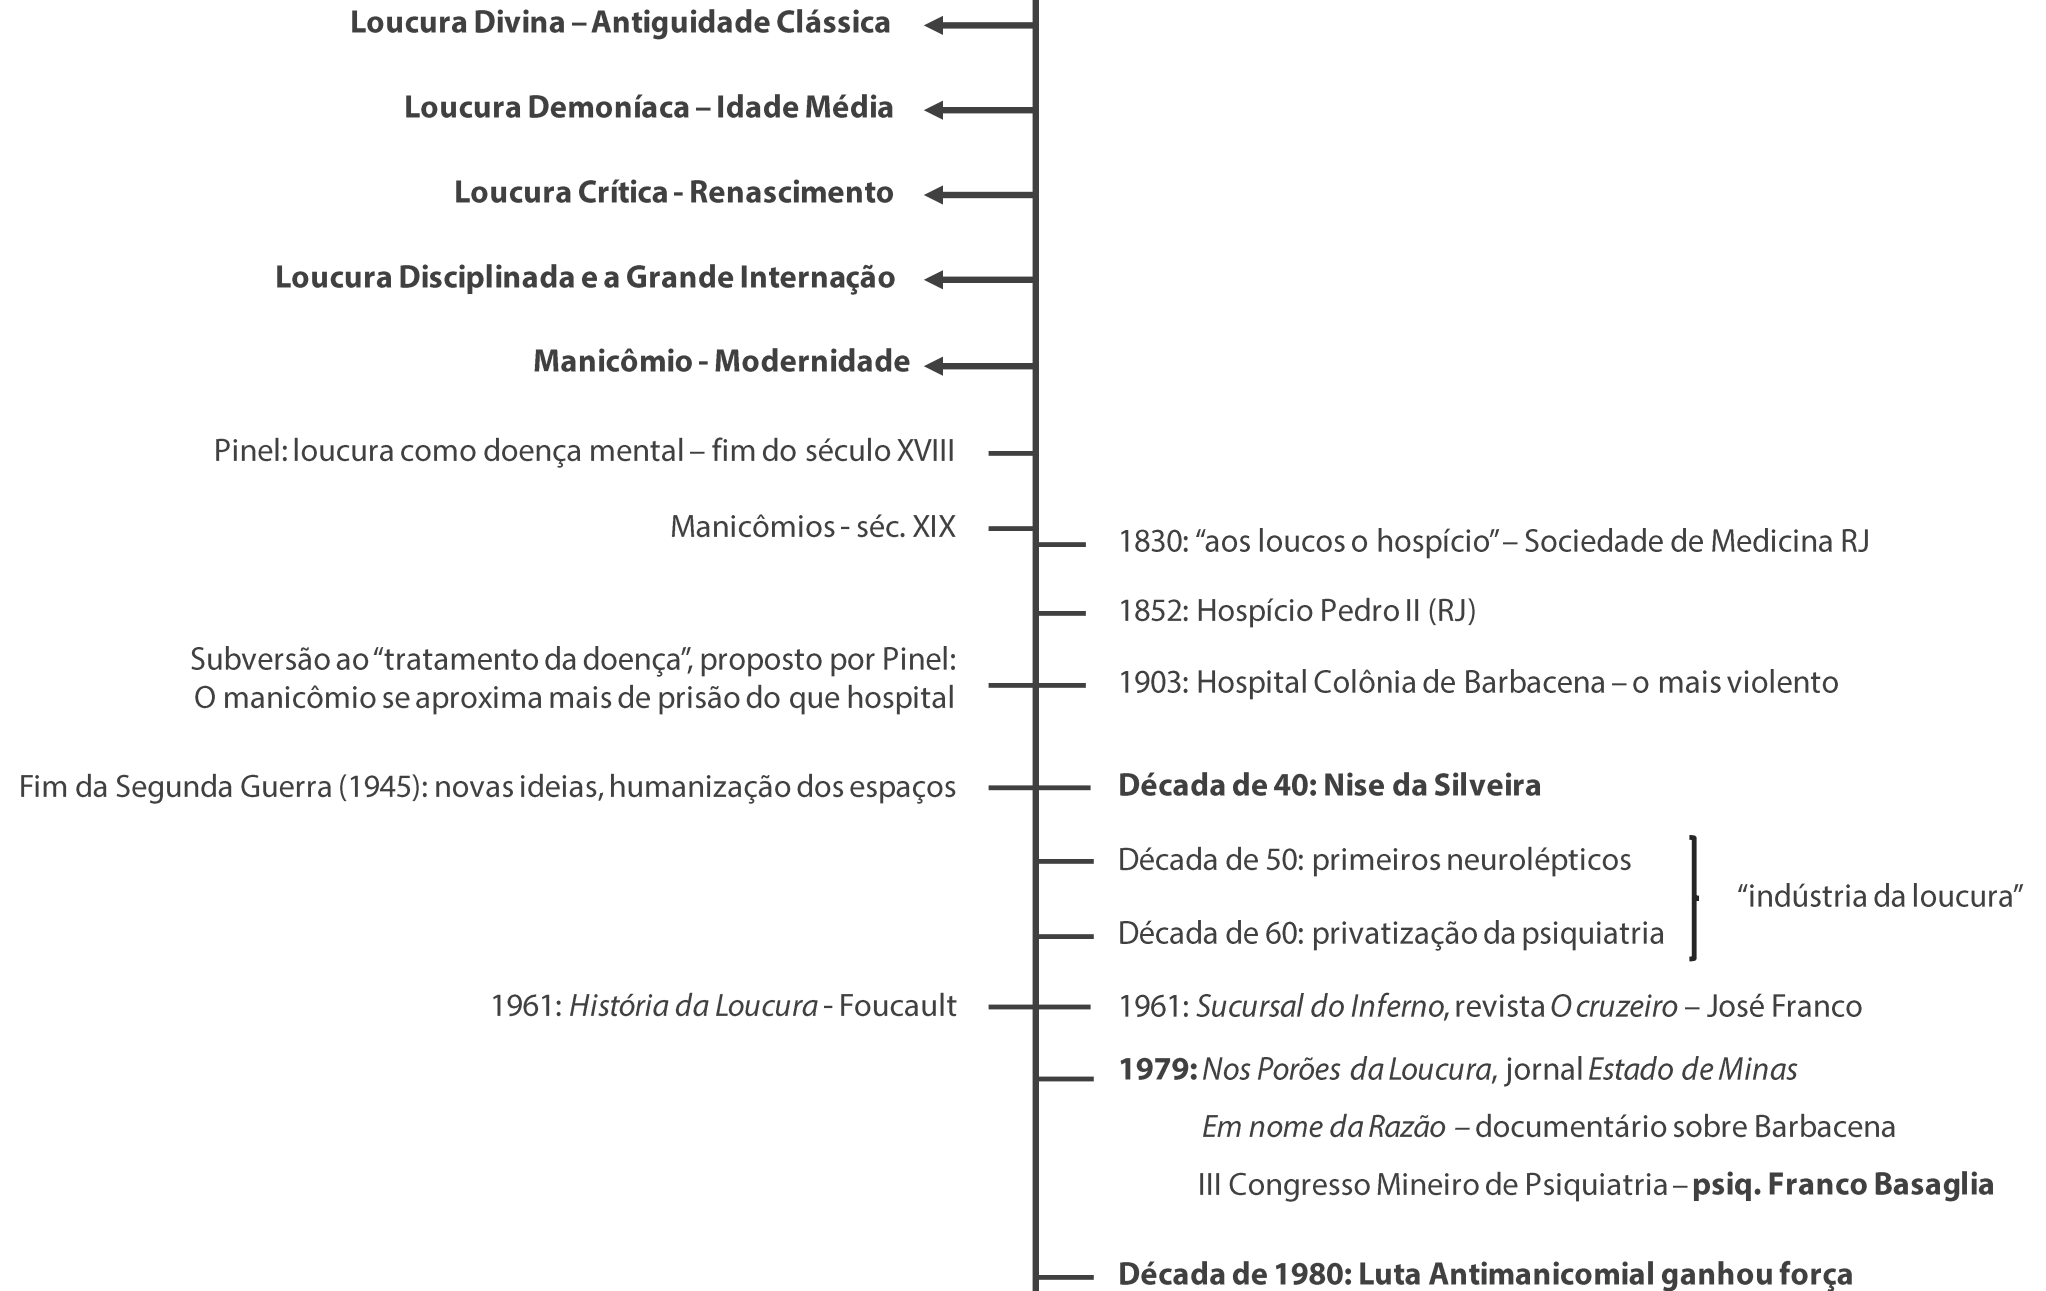 Loucura Divina – Antiguidade Clássica
Loucura Demoníaca – Idade Média
Loucura Crítica - Renascimento
Loucura Disciplinada e a Grande Internação
Manicômio - Modernidade
Pinel: loucura como doença mental – fim do século XVIII
Manicômios - séc. XIX
1830: “aos loucos o hospício” – Sociedade de Medicina RJ
1852: Hospício Pedro II (RJ)
Subversão ao “tratamento da doença”, proposto por Pinel:
O manicômio se aproxima mais de prisão do que hospital
1903: Hospital Colônia de Barbacena – o mais violento
Fim da Segunda Guerra (1945): novas ideias, humanização dos espaços
Década de 40: Nise da Silveira
Década de 50: primeiros neurolépticos
“indústria da loucura”
Década de 60: privatização da psiquiatria
1961: História da Loucura - Foucault
1961: Sucursal do Inferno, revista O cruzeiro – José Franco
1979: Nos Porões da Loucura, jornal Estado de Minas
Em nome da Razão – documentário sobre Barbacena
III Congresso Mineiro de Psiquiatria – psiq. Franco Basaglia
Década de 1980: Luta Antimanicomial ganhou força